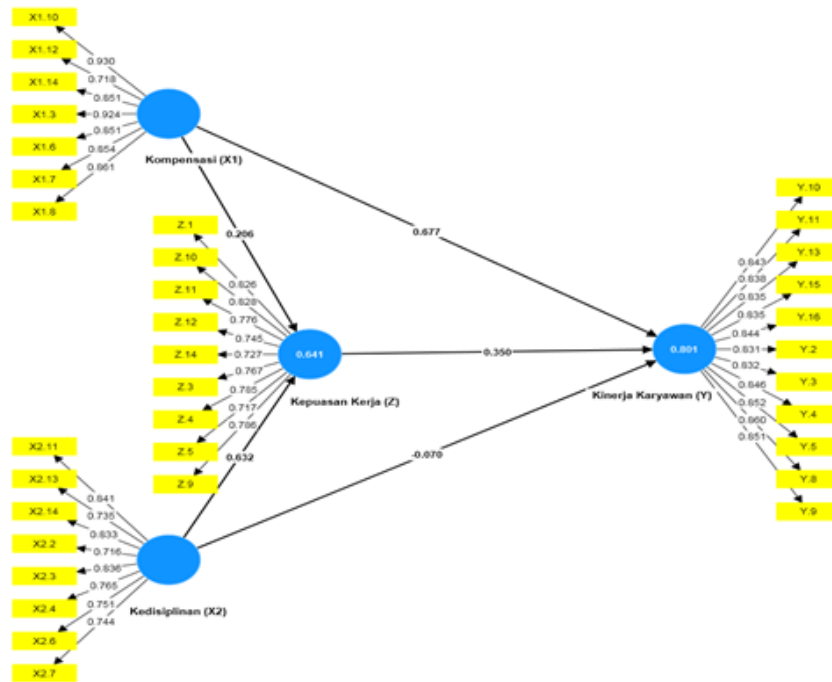 X1.10
X1.12
X1.14
X1.3
X1.6
X1.7
X1.8
0.930
0.718
0.851
0.924
0.851
0.854
0.861
Kompensasi (X1)
0.206
0.677
Z.1
Z.10
Z.11
Z.12
Z.14
Z.3
Z.4
Z.5
Z.9
0.826
0.828
0.776
0.745
0.727
0.767
0.785
0.717
0.786
0.641
Kepuasan Kerja (Z)
0.350
0.632
-0.070
0.801
Kinerja Karyawan (Y)
Y.10
Y.11
Y.13
Y.15
Y.16
Y.2
Y.3
Y.4
Y.5
Y.8
Y.9
0.843
0.838
0.835
0.835
0.844
0.831
0.832
0.846
0.852
0.860
0.851
X2.11
X2.13
X2.14
X2.2
X2.3
X2.4
X2.6
X2.7
0.841
0.735
0.833
0.716
0.836
0.765
0.751
0.744
Kedisiplinan (X2)